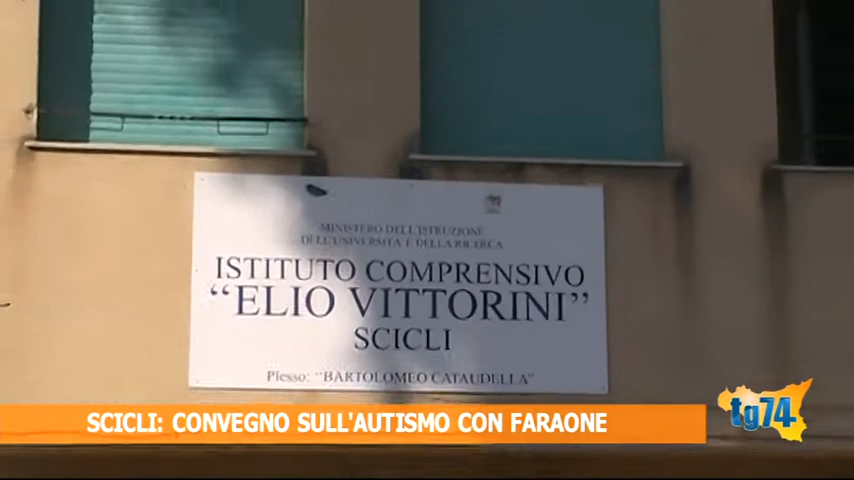 MINISTERO DELL'ISTRUZIONE
DELL'UNIVERSITÀ E DELLA RICERCA
ISTITUTO COMPRENSIVO
“ELIO VITTORINI”
SCICLI
Plesso: “BARTOLOMEO CATAUDELLA”
SCICLI: CONVEGNO SULL'AUTISMO CON FARAONE
tg74